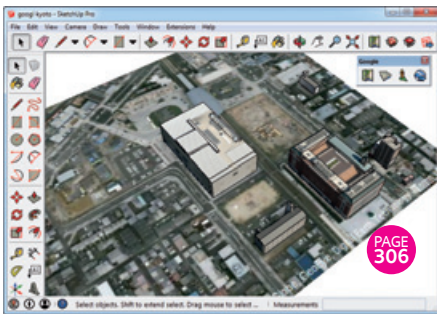 googl-kyoto - SketchUp Pro
File Edit View Camera Draw Tools Window Extensions Help
Google
PAGE
306
Select objects. Shift to extend select. Drag mouse to select ...
Measurements